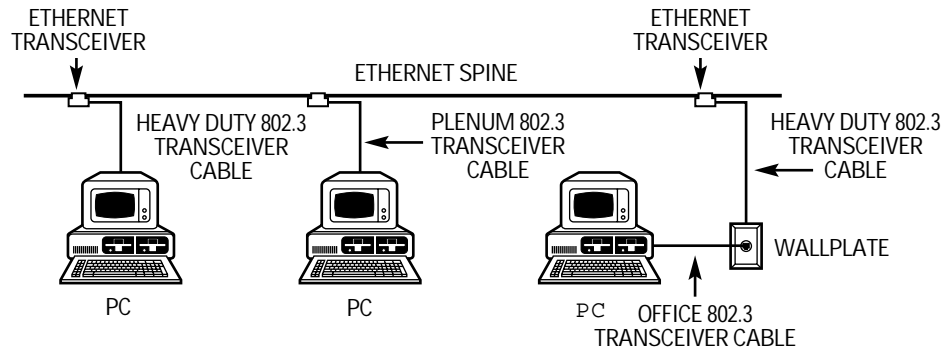 ETHERNET
TRANSCEIVER
ETHERNET
TRANSCEIVER
ETHERNET SPINE
HEAVY DUTY 802.3
TRANSCEIVER
CABLE
PLENUM 802.3
TRANSCEIVER
CABLE
HEAVY DUTY 802.3
TRANSCEIVER
CABLE
WALLPLATE
PC
PC
PC
OFFICE 802.3
TRANSCEIVER CABLE